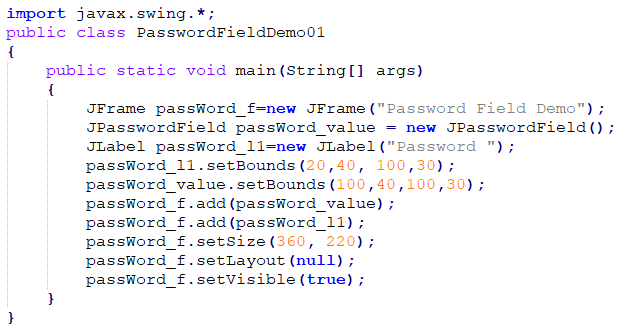 import javax.swing.*;
public class PasswordFieldDemo01
{
    public static void main(String[] args)
    {
        JFrame passWord_f=new JFrame("Password Field Demo");
        JPasswordField passWord_value = new JPasswordField();
        JLabel passWord_l1=new JLabel("Password ");
        passWord_l1.setBounds(20,40, 100,30);
        passWord_value.setBounds(100,40,100,30);
        passWord_f.add(passWord_value);
        passWord_f.add(passWord_l1);
        passWord_f.setSize(360, 220);
        passWord_f.setLayout(null);
        passWord_f.setVisible(true);
    }
}